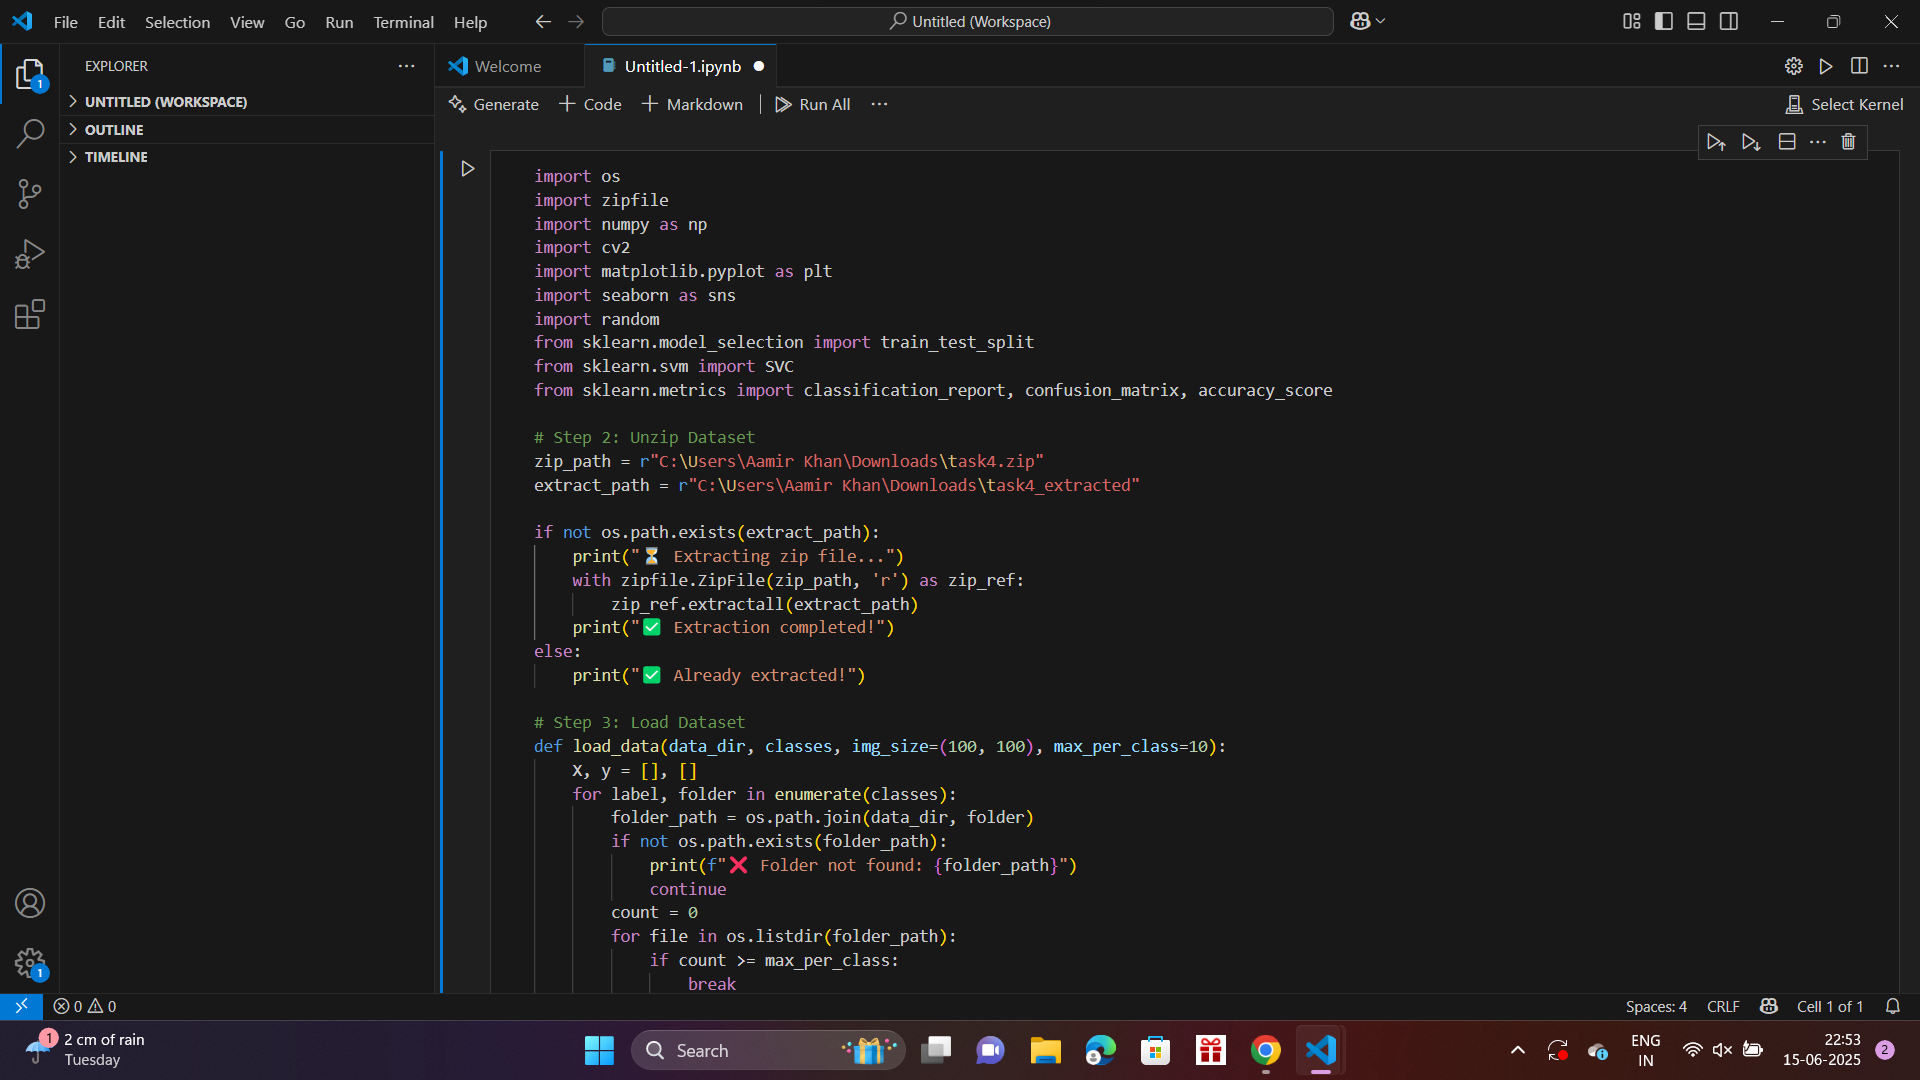 File Edit Selection View Go Run Terminal Help
Untitled (Workspace)
EXPLORER
UNTITLED (WORKSPACE)
OUTLINE
TIMELINE
Welcome
Untitled-1.ipynb
Generate
Code
Markdown
Run All
Select Kernel
import os
import zipfile
import numpy as np
import cv2
import matplotlib.pyplot as plt
import seaborn as sns
import random
from sklearn.model_selection import train_test_split
from sklearn.svm import SVC
from sklearn.metrics import classification_report, confusion_matrix, accuracy_score
# Step 2: Unzip Dataset
zip_path = r"C:\Users\Aamir Khan\Downloads\task4.zip"
extract_path = r"C:\Users\Aamir Khan\Downloads\task4_extracted"
if not os.path.exists(extract_path):
print("⏳ Extracting zip file...")
with zipfile.ZipFile(zip_path, 'r') as zip_ref:
zip_ref.extractall(extract_path)
print("✅ Extraction completed!")
else:
print("✅ Already extracted!")
# Step 3: Load Dataset
def load_data(data_dir, classes, img_size=(100, 100), max_per_class=10):
X, y = [], []
for label, folder in enumerate(classes):
folder_path = os.path.join(data_dir, folder)
if not os.path.exists(folder_path):
print(f"❌ Folder not found: {folder_path}")
continue
count = 0
for file in os.listdir(folder_path):
if count >= max_per_class:
break
1
1
0 0
Spaces: 4 CRLF Cell 1 of 1
1
2 cm of rain
Tuesday
Search
ENG
IN
22:53
15-06-2025
2